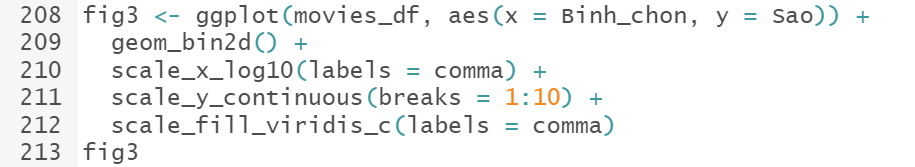 208 fig3 <- ggplot(movies_df, aes(x = Binh_chon, y = Sao)) +
209   geom_bin2d() +
210   scale_x_log10(labels = comma) +
211   scale_y_continuous(breaks = 1:10) +
212   scale_fill_viridis_c(labels = comma)
213 fig3